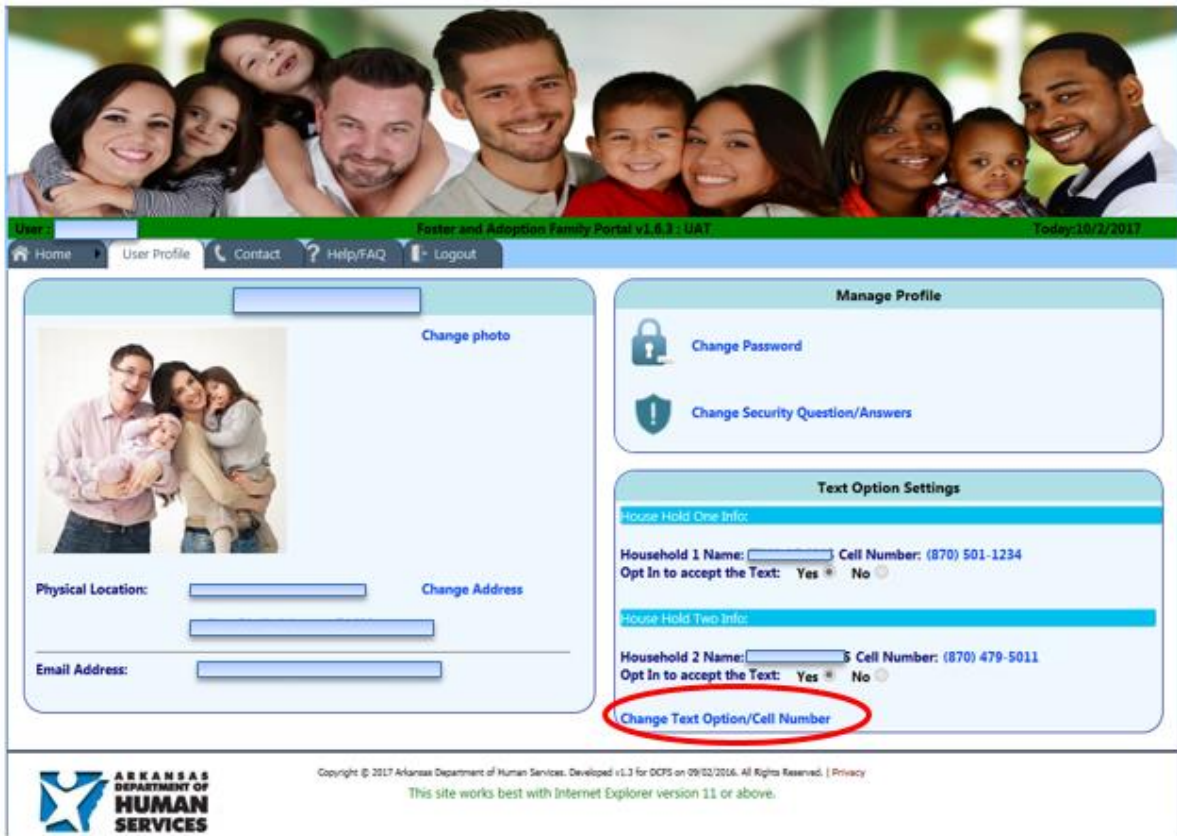 User :
Foster and Adoption Family Portal v1.6.3 : UAT
Today:10/2/2017
Home
User Profile
Contact
? Help/FAQ
Logout
Change photo
Physical Location:
Change Address
Email Address:
Manage Profile
Change Password
Change Security Question/Answers
Text Option Settings
House Hold One Info:
Household 1 Name: Cell Number: (870) 501-1234
Opt In to accept the Text: Yes No
House Hold Two Info:
Household 2 Name: Cell Number: (870) 479-5011
Opt In to accept the Text: Yes No
Change Text Option/Cell Number
ARKANSAS
DEPARTMENT OF
HUMAN
SERVICES
Copyright © 2017 Arkansas Department of Human Services. Developed v1.3 for DCFS on 09/02/2016. All Rights Reserved. | Privacy
This site works best with Internet Explorer version 11 or above.